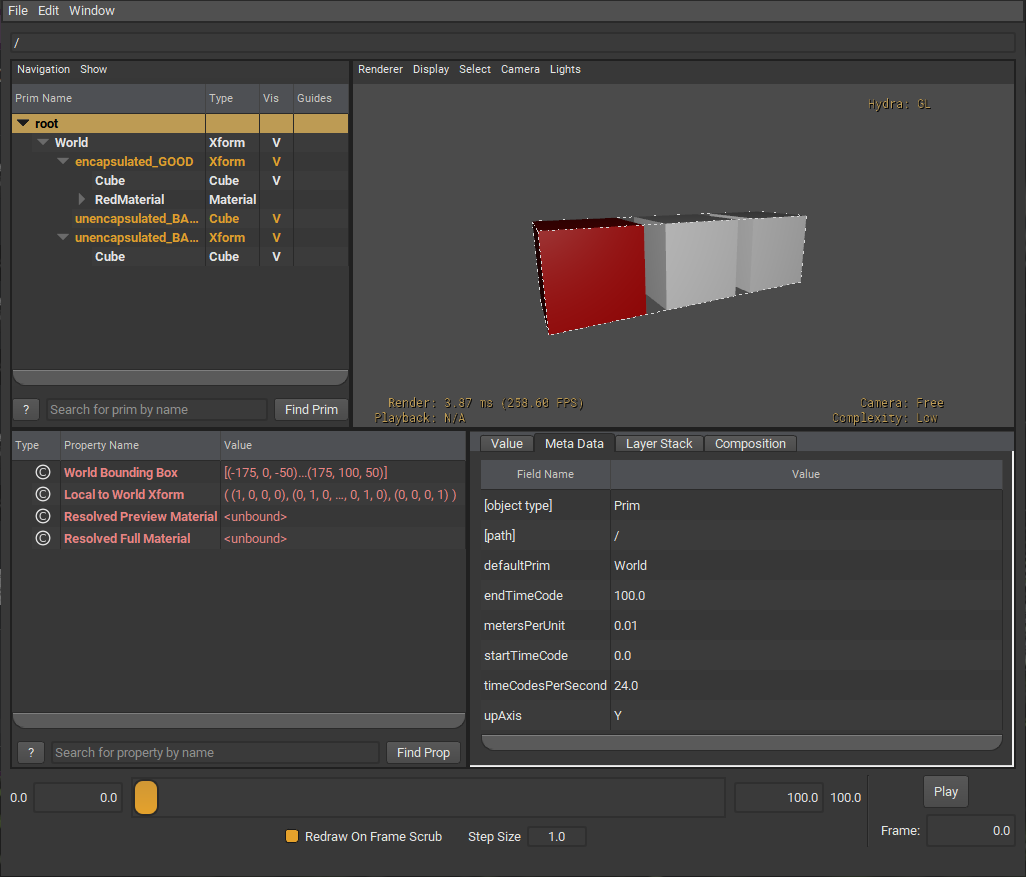 File Edit Window
/
Navigation Show
Prim Name Type Vis Guides
root
World Xform V
encapsulated_GOOD Xform V
Cube Cube V
RedMaterial Material
unencapsulated_BA... Cube V
unencapsulated_BA... Xform V
Cube Cube V
? Search for prim by name Find Prim
Renderer Display Select Camera Lights
Hydra: GL
Render: 3.87 ms (258.60 FPS)
Playback: N/A
Camera: Free
Complexity: Low
Type Property Name Value
© World Bounding Box [(-175, 0, -50)...(175, 100, 50)]
© Local to World Xform ( (1, 0, 0, 0), (0, 1, 0, ..., 0, 1, 0), (0, 0, 0, 1) )
© Resolved Preview Material <unbound>
© Resolved Full Material <unbound>
? Search for property by name Find Prop
Value Meta Data Layer Stack Composition
Field Name Value
[object type] Prim
[path] /
defaultPrim World
endTimeCode 100.0
metersPerUnit 0.01
startTimeCode 0.0
timeCodesPerSecond 24.0
upAxis Y
0.0 0.0 100.0 100.0 Play
Redraw On Frame Scrub Step Size 1.0 Frame: 0.0